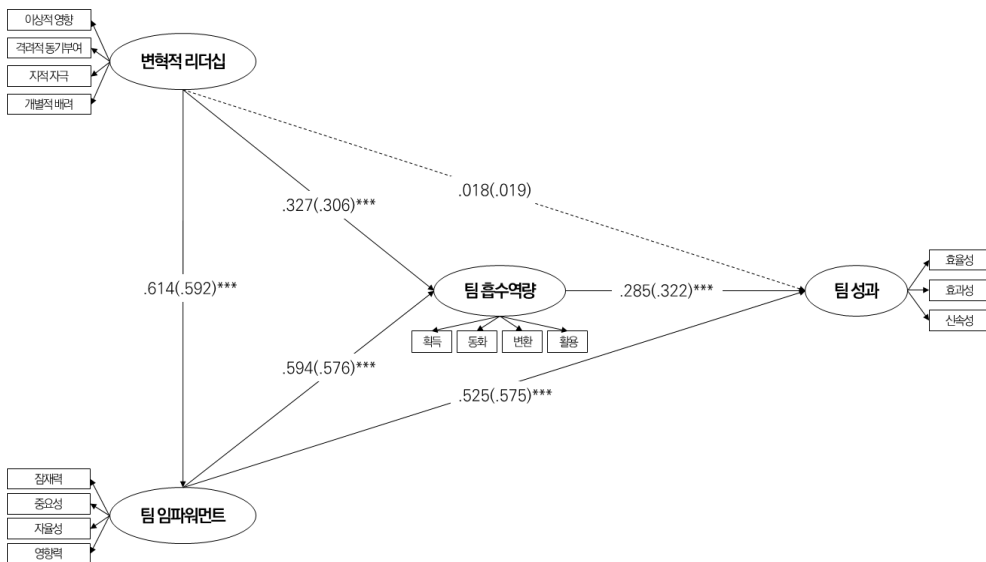 이상적 영향
격려적 동기부여
지적 자극
개별적 배려
변혁적 리더십
.018(.019)
.327(.306)***
.614(.592)***
팀 흡수역량
.285(.322)***
팀 성과
효율성
효과성
신속성
획득
동화
변환
활용
.594(.576)***
.525(.575)***
잠재력
중요성
자율성
영향력
팀 임파워먼트